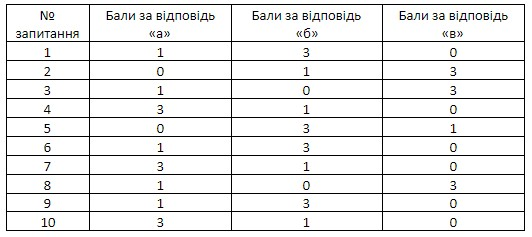 № запитання Бали за відповідь «а» Бали за відповідь «б» Бали за відповідь «в»
1 1 3 0
2 0 1 3
3 1 0 3
4 3 1 0
5 0 3 1
6 1 3 0
7 3 1 0
8 1 0 3
9 1 3 0
10 3 1 0